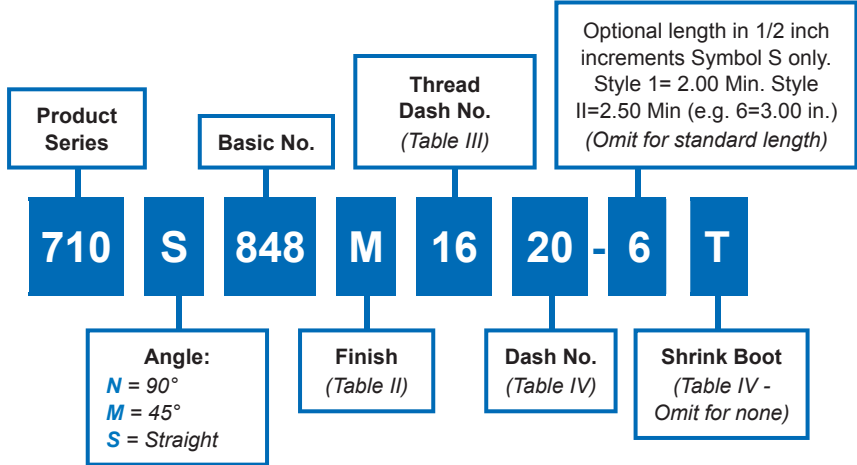 Optional length in 1/2 inch
increments Symbol S only.
Style 1= 2.00 Min. Style
II=2.50 Min (e.g. 6=3.00 in.)
(Omit for standard length)
Thread
Dash No.
(Table III)
Product
Series
Basic No.
710 S 848 M 16 20 - 6 T
Angle:
N = 90°
M = 45°
S = Straight
Finish
(Table II)
Dash No.
(Table IV)
Shrink Boot
(Table IV -
Omit for none)